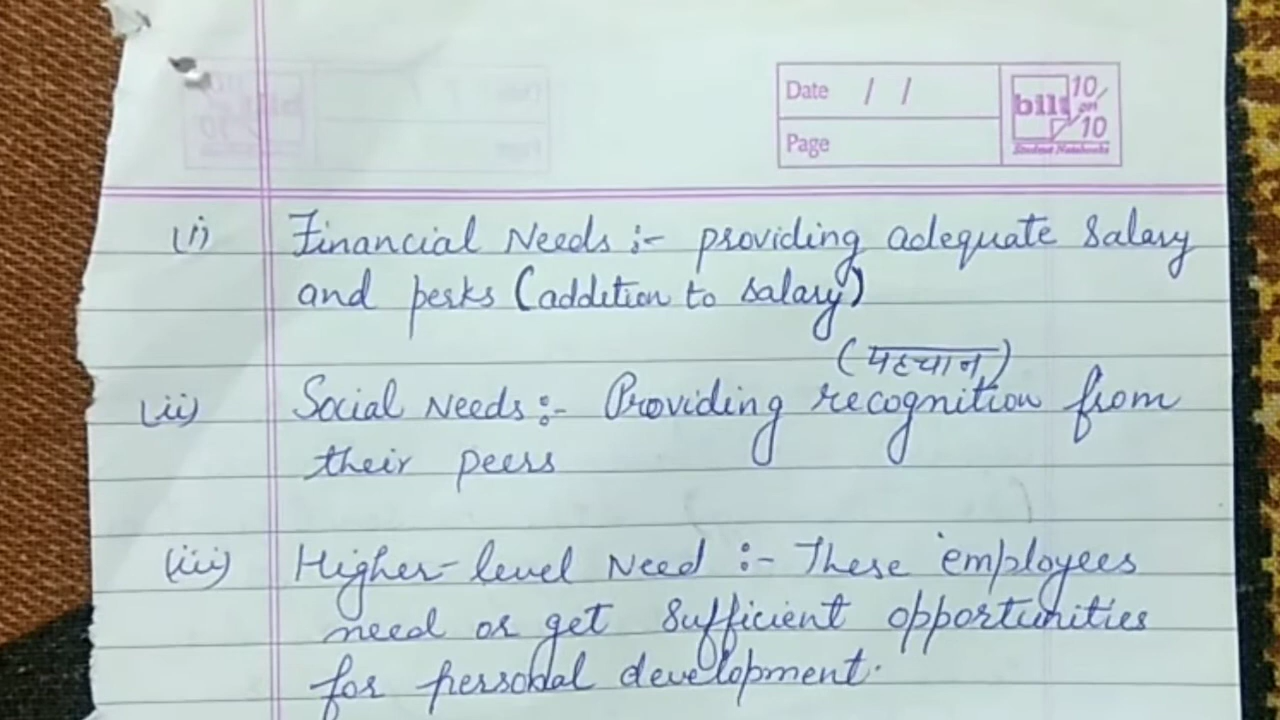 Date / /
Page
bilt 10 on 10
Student Notebooks
(i) Financial Needs :- providing adequate salary
and perks (addetion to salary)
(पहचान)
(ii) Social Needs :- Providing recognition from
their peers
(iii) Higher-level Need :- These employees
need or get sufficient opportunities
for personal development.